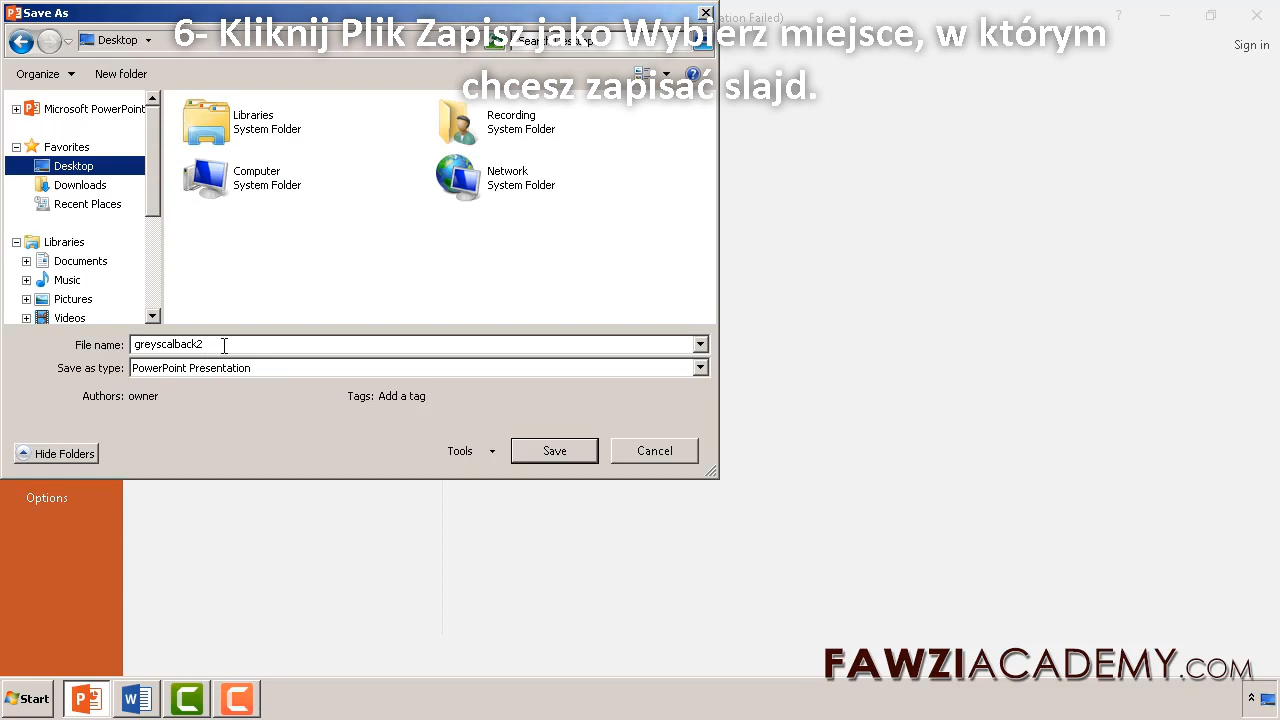 Save As
ation Failed)
6- Kliknij Plik Zapisz jako Wybierz miejsce, w którym
chcesz zapisać slajd.
Desktop
Sign in
Organize
New folder
Microsoft PowerPoint
Favorites
Desktop
Downloads
Recent Places
Libraries
Documents
Music
Pictures
Videos
Libraries
System Folder
Recording
System Folder
Computer
System Folder
Network
System Folder
File name: greyscalback2
Save as type: PowerPoint Presentation
Authors: owner
Tags: Add a tag
Hide Folders
Tools
Save
Cancel
Options
FAWZIACADEMY.COM
Start